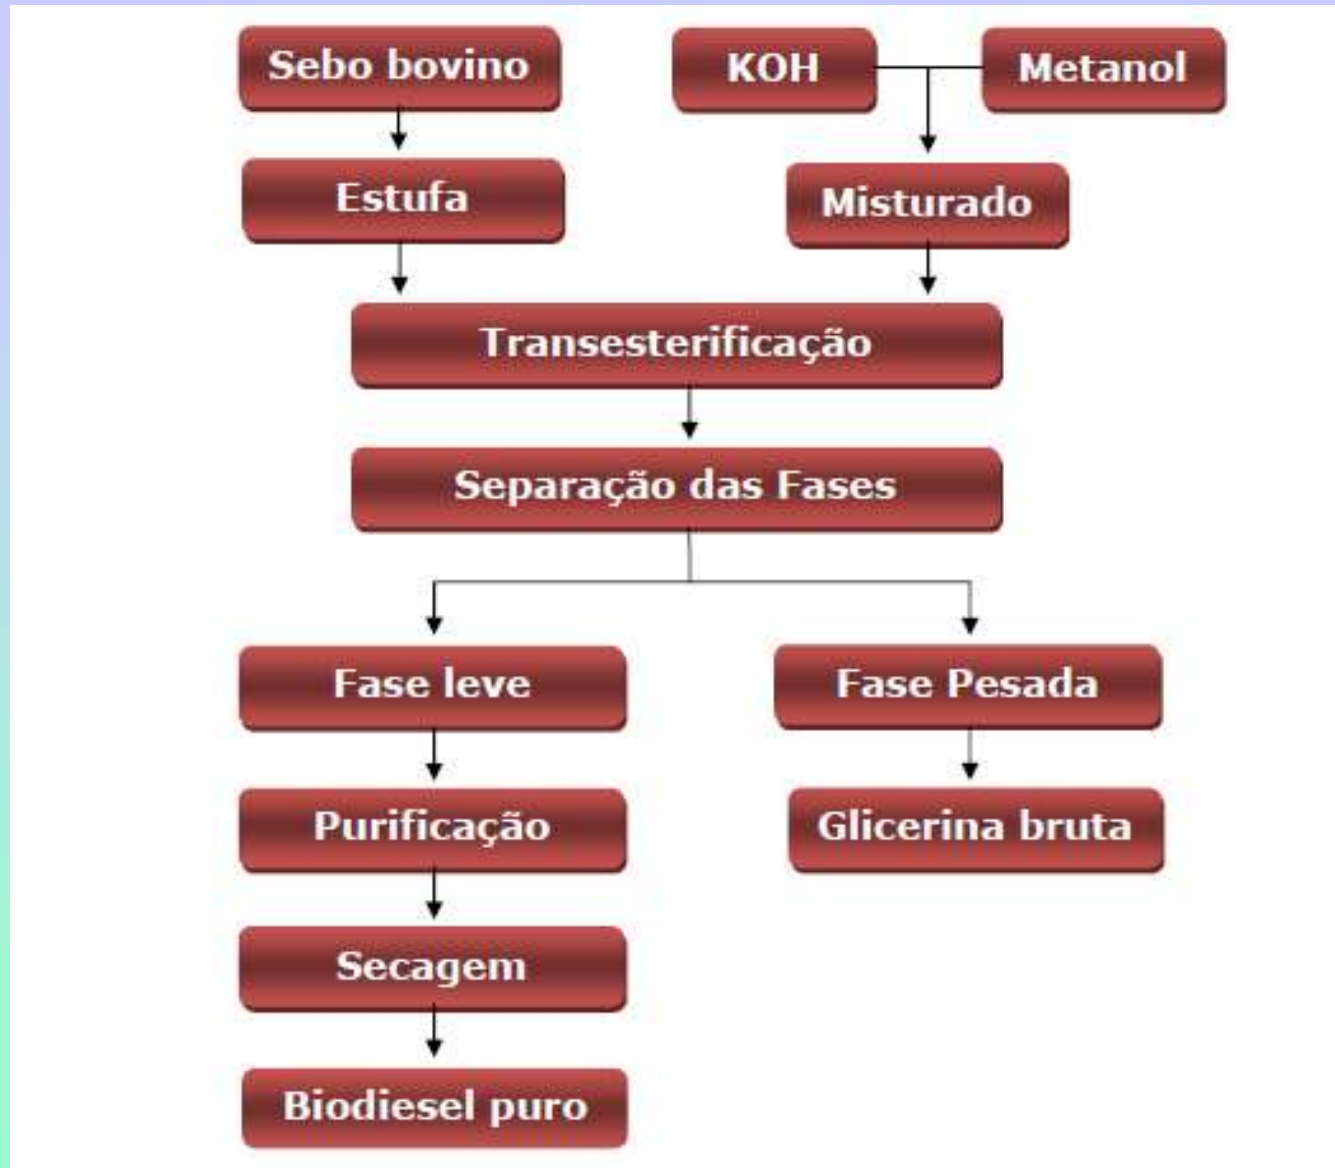 Sebo bovino
KOH
Metanol
Estufa
Misturado
Transesterificação
Separação das Fases
Fase leve
Fase Pesada
Purificação
Glicerina bruta
Secagem
Biodiesel puro